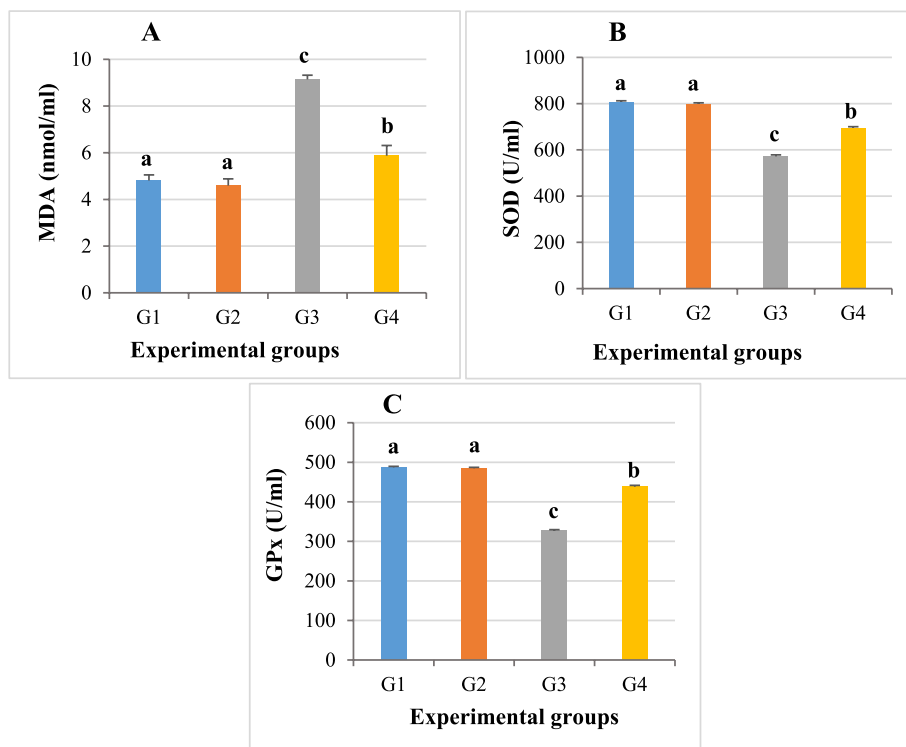 A
MDA (nmol/ml)
10
8
6
4
2
0
a
a
c
b
G1 G2 G3 G4
Experimental groups
B
SOD (U/ml)
1000
800
600
400
200
0
a
a
c
b
G1 G2 G3 G4
Experimental groups
C
GPx (U/ml)
600
500
400
300
200
100
0
a
a
c
b
G1 G2 G3 G4
Experimental groups